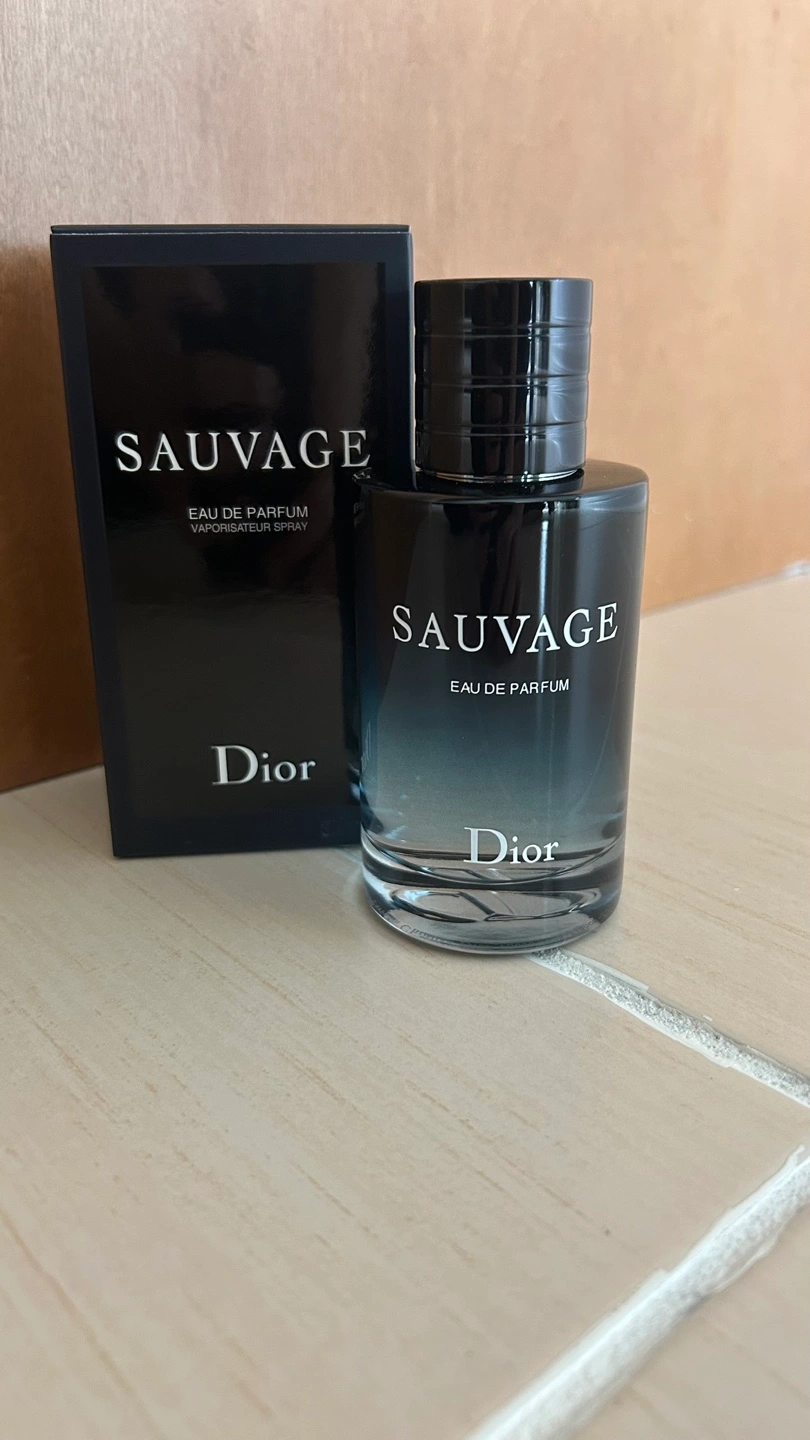 SAUVAGE
EAU DE PARFUM
VAPORISATEUR SPRAY
Dior
SAUVAGE
EAU DE PARFUM
Dior